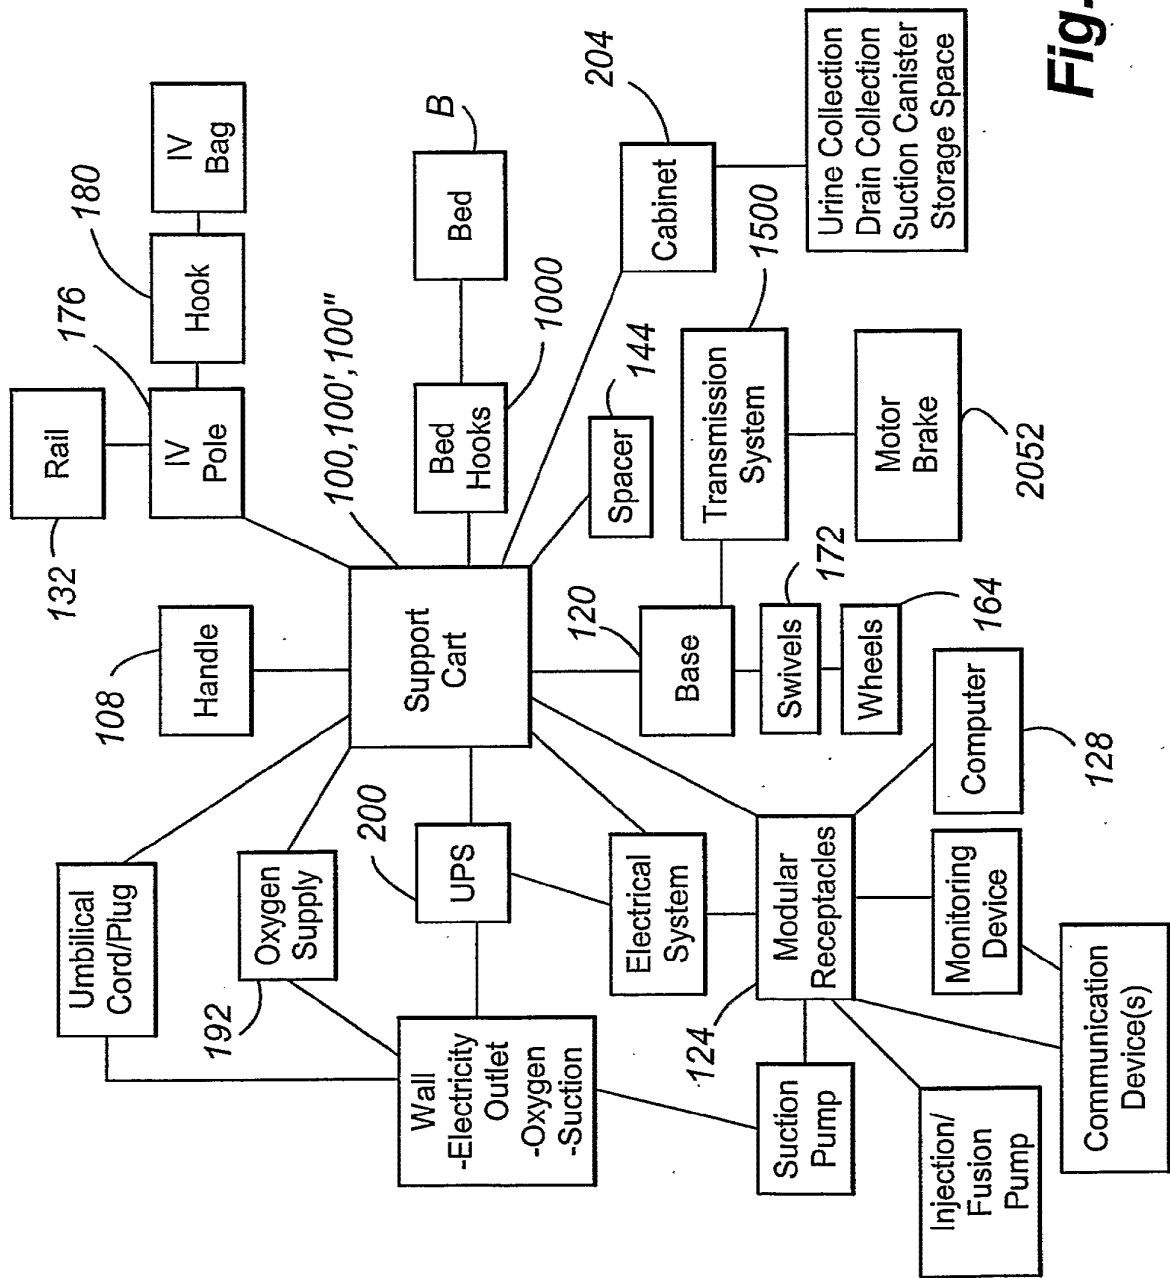 132
Rail
176
180
IV
Pole
Hook
IV
Bag
108
Handle
100,100',100"
Umbilical
Cord/Plug
192
Oxygen
Supply
200
UPS
Support
Cart
Bed
Hooks
1000
Bed
B
Wall
-Electricity
Outlet
-Oxygen
-Suction
Electrical
System
120
Base
Spacer
144
Cabinet
204
Swivels
172
Wheels
164
Transmission
System
1500
Motor
Brake
2052
Urine Collection
Drain Collection
Suction Canister
Storage Space
124
Modular
Receptacles
Suction
Pump
Injection/
Fusion
Pump
Communication
Device(s)
Monitoring
Device
Computer
128
Fig.